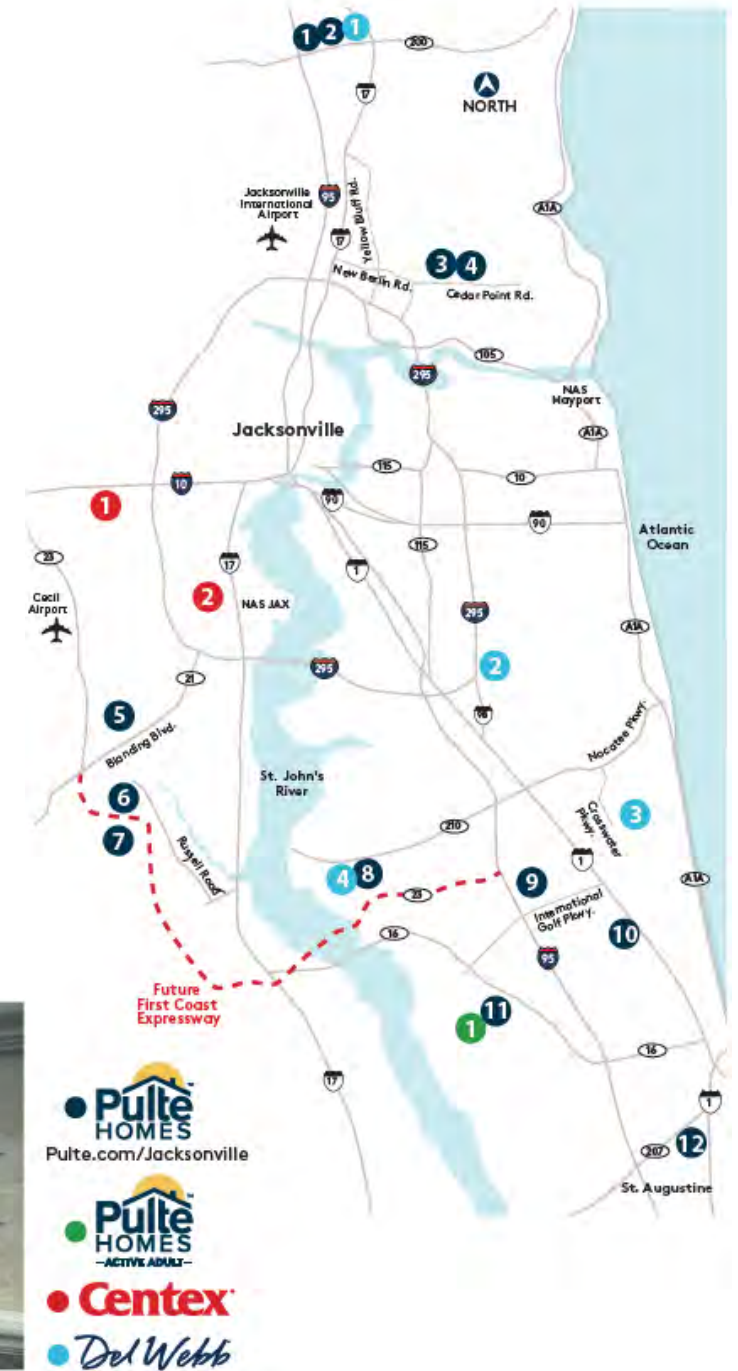 1 2 1
200
17
NORTH
Jacksonville
International
Airport
95
Yellow Bluff Rd.
A1A
17
New Berlin Rd.
3 4
Cedar Point Rd.
105
295
NAS
Mayport
295
A1A
Jacksonville
115
10
10
1
90
90
Atlantic
Ocean
23
115
17
1
Cecil
Airport
2
NAS JAX
295
A1A
295
2
21
5
98
Blanding Blvd.
Nocatee Pkwy.
St. John's
River
6
7
Russell Road
210
Crosswater
Pkwy.
3
1
4 8
9
A1A
23
International
Golf Pkwy.
10
16
95
Future
First Coast
Expressway
11
1
16
17
1
207
12
St. Augustine
Pulte
HOMES
Pulte.com/Jacksonville
Pulte
HOMES
ACTIVE ADULT
Centex
Del Webb